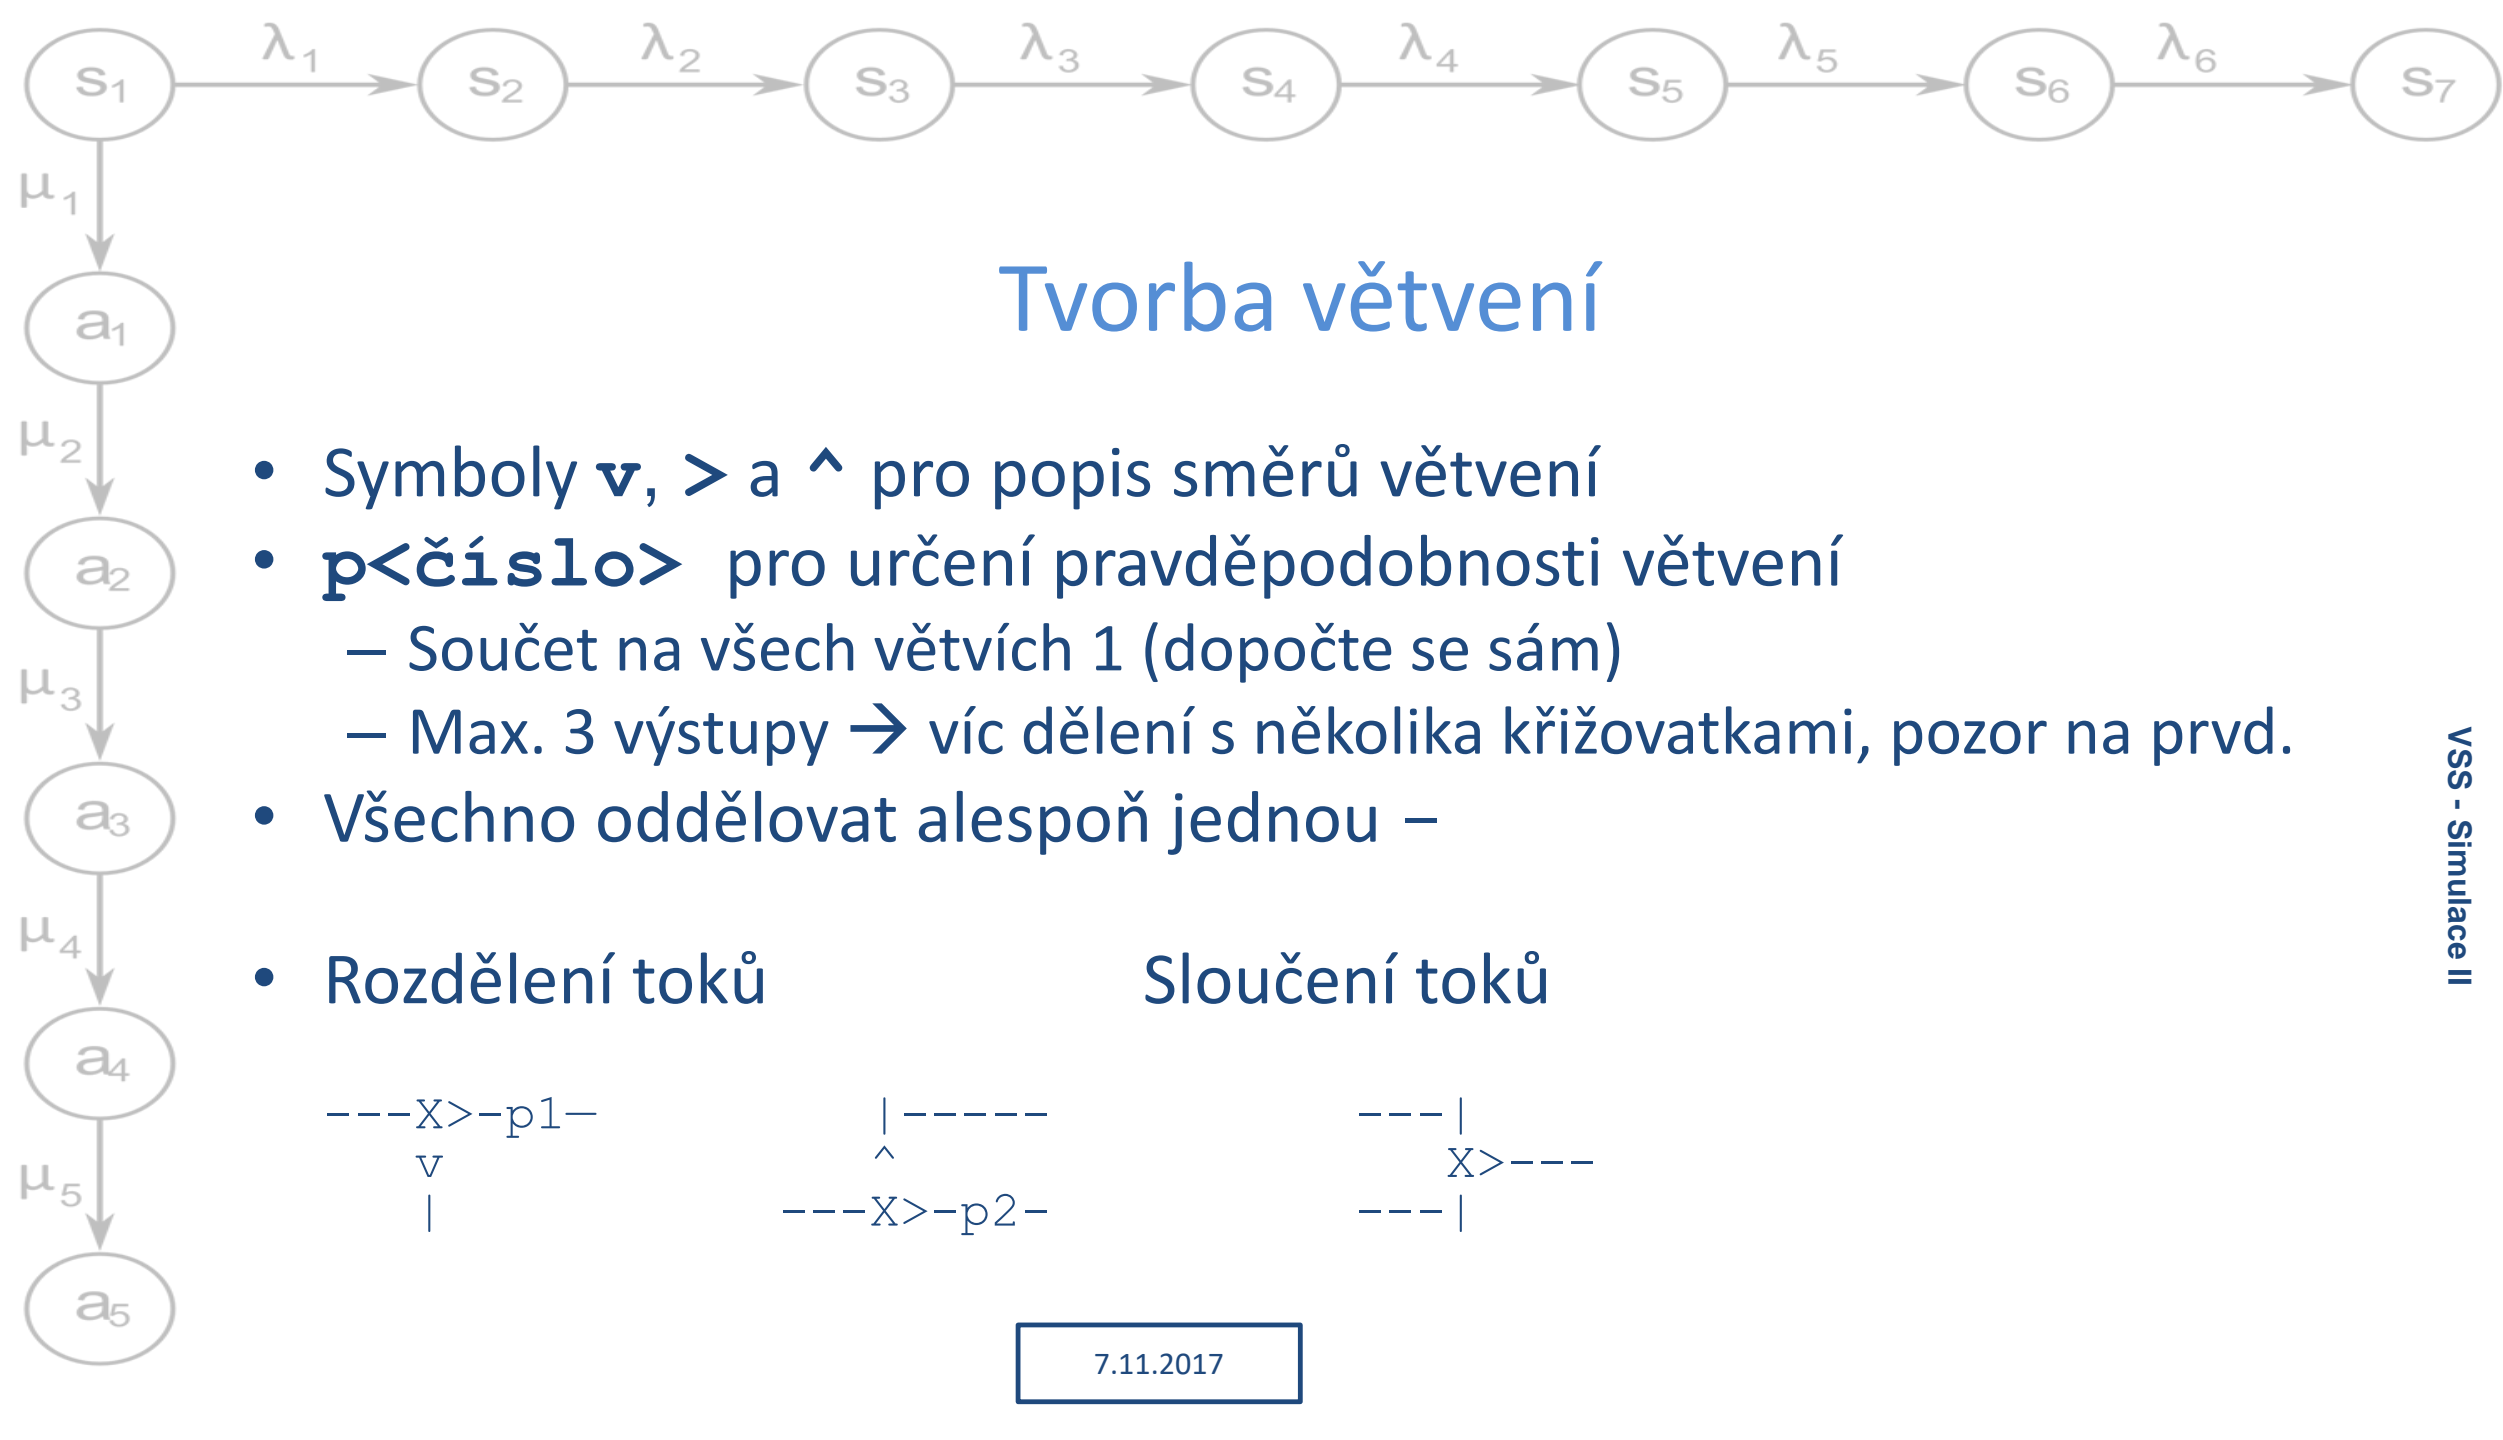 λ1 λ2 λ3 λ4 λ5 λ6
s1 s2 s3 s4 s5 s6 s7
μ1
a1
μ2
a2
μ3
a3
μ4
a4
μ5
a5
Tvorba větvení
• Symboly v, > a ^ pro popis směrů větvení
• p<číslo> pro určení pravděpodobnosti větvení
– Součet na všech větvích 1 (dopočte se sám)
– Max. 3 výstupy → víc dělení s několika křižovatkami, pozor na prvd.
• Všechno oddělovat alespoň jednou –
• Rozdělení toků Sloučení toků
---X>-p1— |----- ---|
v ^ X>---
| ---X>-p2- ---|
VSS - Simulace II
7.11.2017